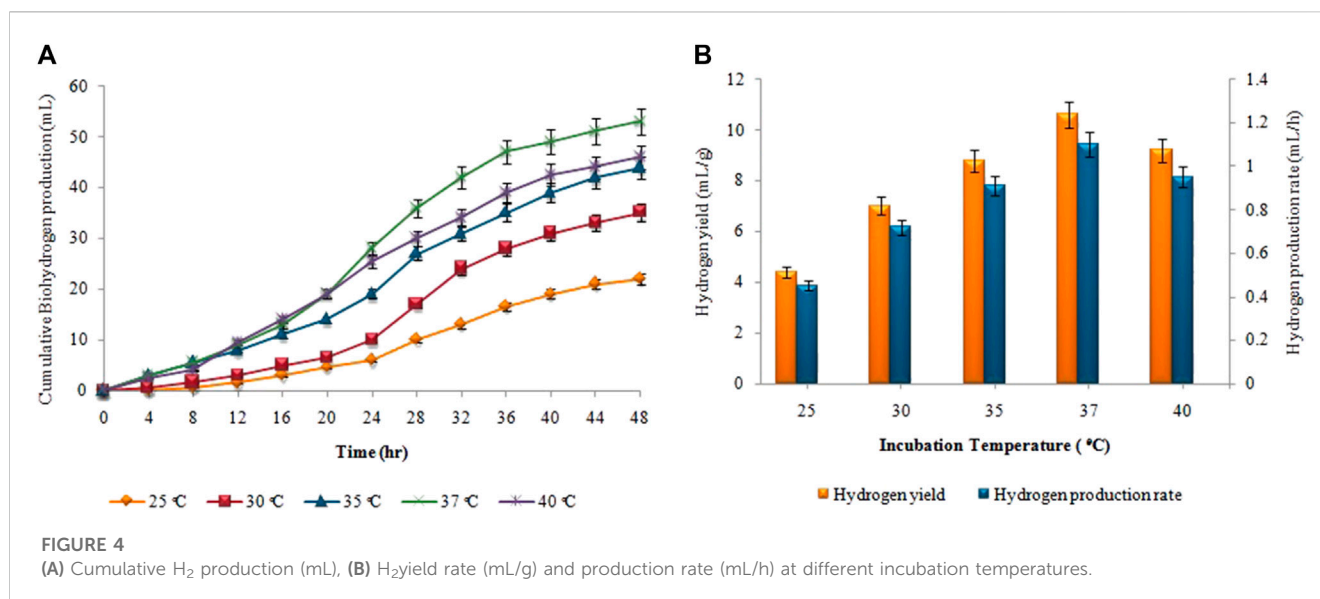 A
Cumulative Biohydrogen production (mL)
60
50
40
30
20
10
0
0 4 8 12 16 20 24 28 32 36 40 44 48
Time (hr)
25 °C 30 °C 35 °C 37 °C 40 °C
B
Hydrogen yield (mL/g)
12
10
8
6
4
2
0
1.4
1.2
1
0.8
0.6
0.4
0.2
0
Hydrogen production rate (mL/h)
25 30 35 37 40
Incubation Temperature ( °C)
Hydrogen yield Hydrogen production rate
FIGURE 4
(A) Cumulative H₂ production (mL), (B) H₂yield rate (mL/g) and production rate (mL/h) at different incubation temperatures.